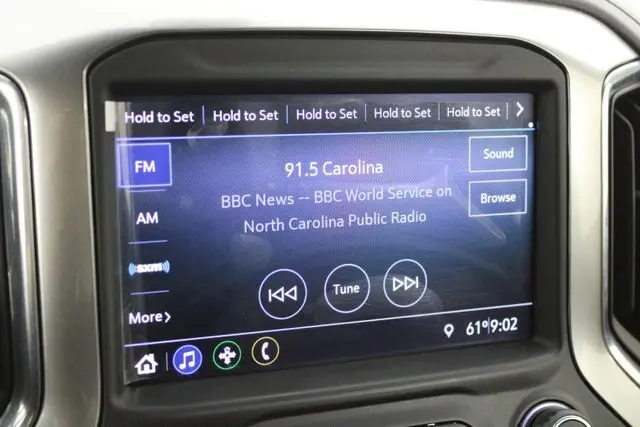 Hold to Set Hold to Set Hold to Set Hold to Set Hold to Set
FM
91.5 Carolina
Sound
BBC News -- BBC World Service on
North Carolina Public Radio
Browse
AM
((SXM))
Tune
More
61° 9:02